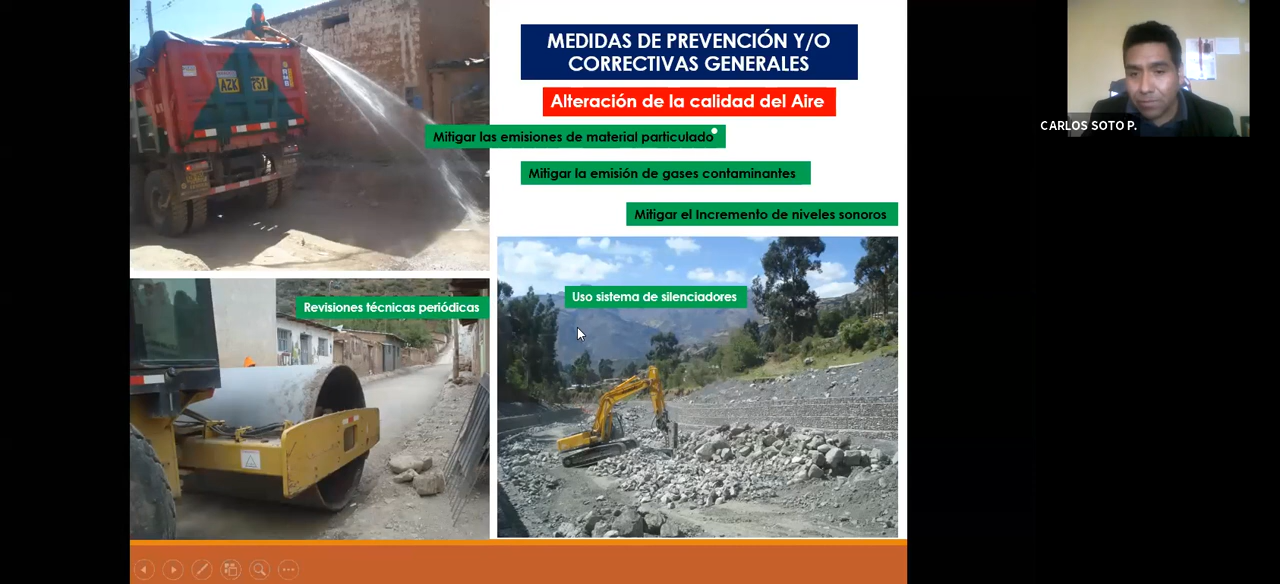 MEDIDAS DE PREVENCIÓN Y/O
CORRECTIVAS GENERALES
Alteración de la calidad del Aire
Mitigar las emisiones de material particulado
Mitigar la emisión de gases contaminantes
Mitigar el Incremento de niveles sonoros
Revisiones técnicas periódicas
Uso sistema de silenciadores
CARLOS SOTO P.